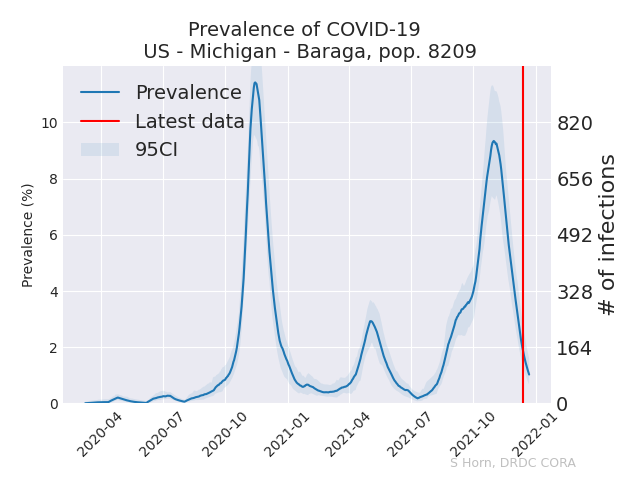 Prevalence of COVID-19
US - Michigan - Baraga, pop. 8209
Prevalence
Latest data
95CI
Prevalence (%)
10
8
6
4
2
0
820
656
492
328
164
0
# of infections
2020-04
2020-07
2020-10
2021-01
2021-04
2021-07
2021-10
2022-01
S Horn, DRDC CORA